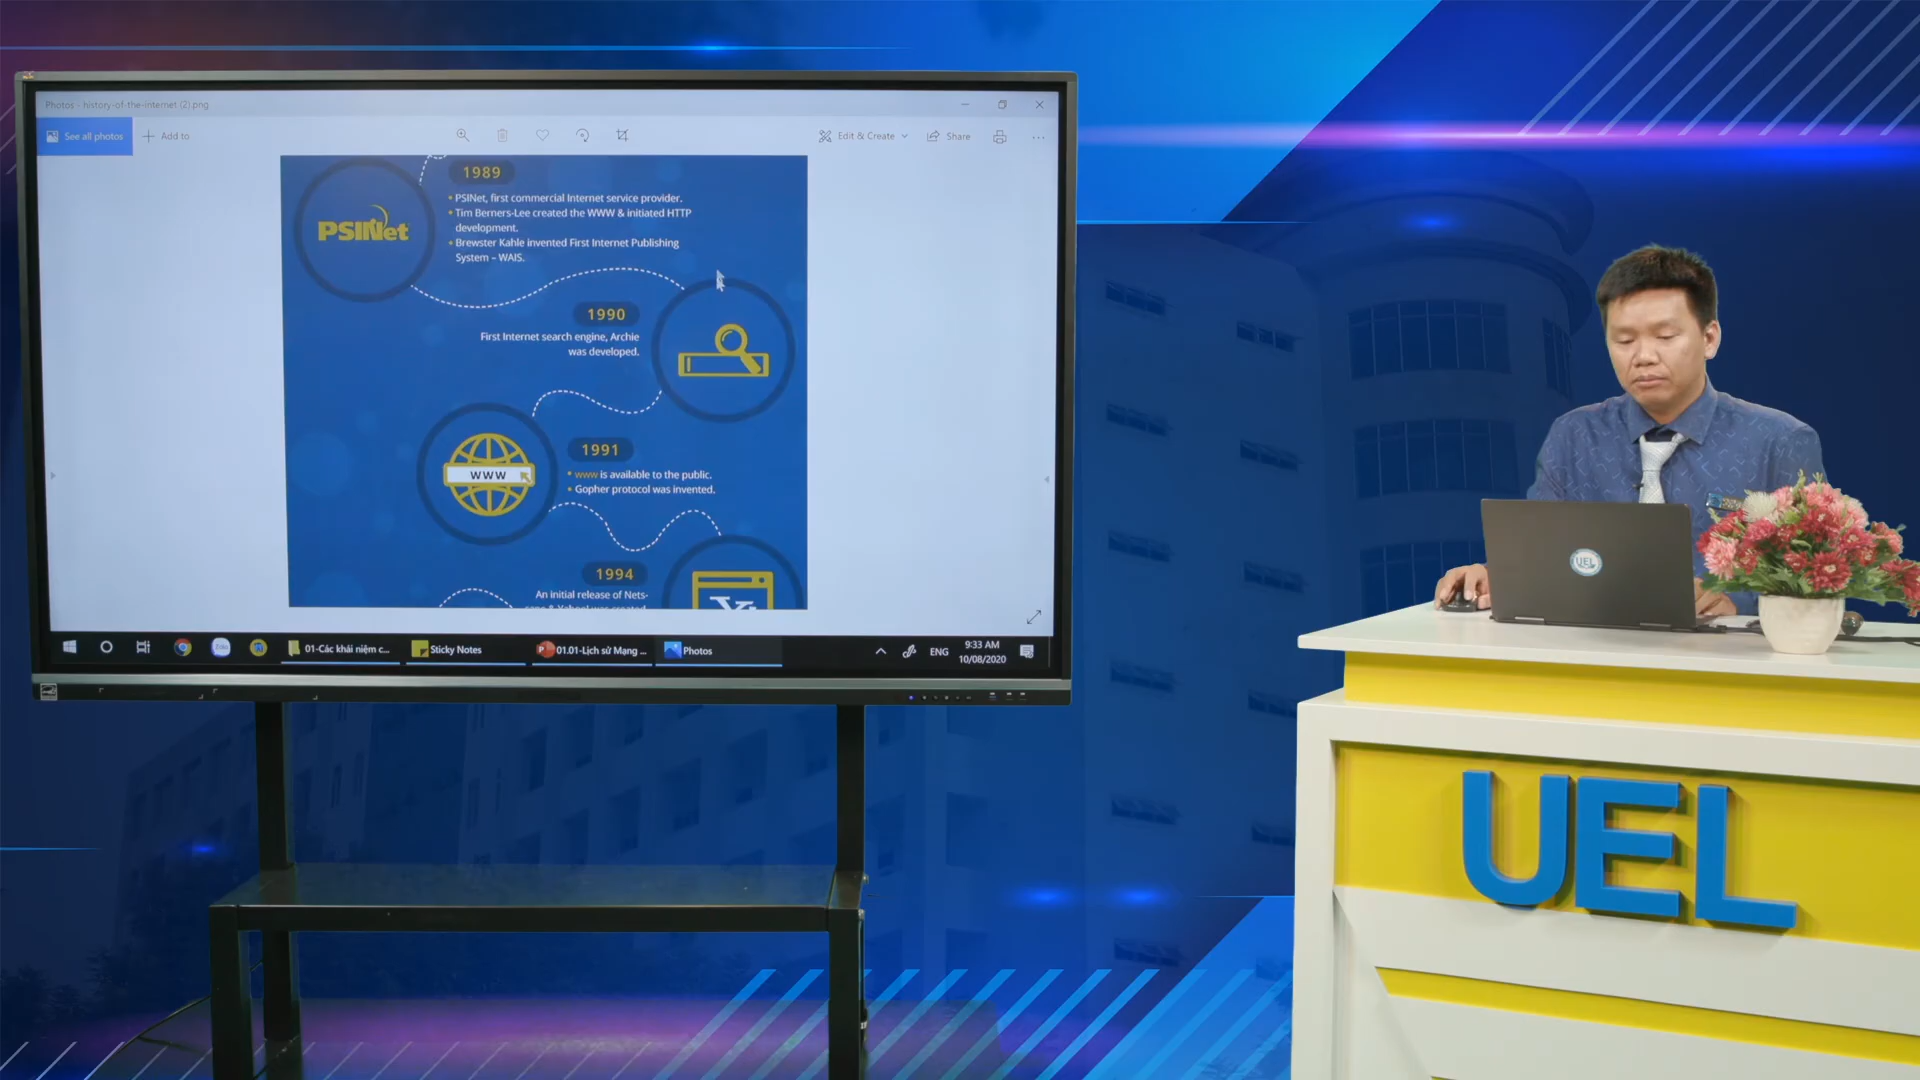 Photos - history-of-the-internet (2).png
See all photos
Add to
Edit & Create
Share
PSINet
1989
• PSINet, first commercial Internet service provider.
• Tim Berners-Lee created the WWW & initiated HTTP
development.
• Brewster Kahle invented First Internet Publishing
System – WAIS.
1990
First Internet search engine, Archie
was developed.
WWW
1991
• www is available to the public.
• Gopher protocol was invented.
1994
An initial release of Nets-
cape & Yahoo! was created
Y!
01-Các khái niệm c...
Sticky Notes
01.01-Lịch sử Mạng ...
Photos
ENG
9:33 AM
10/08/2020
UEL
UEL